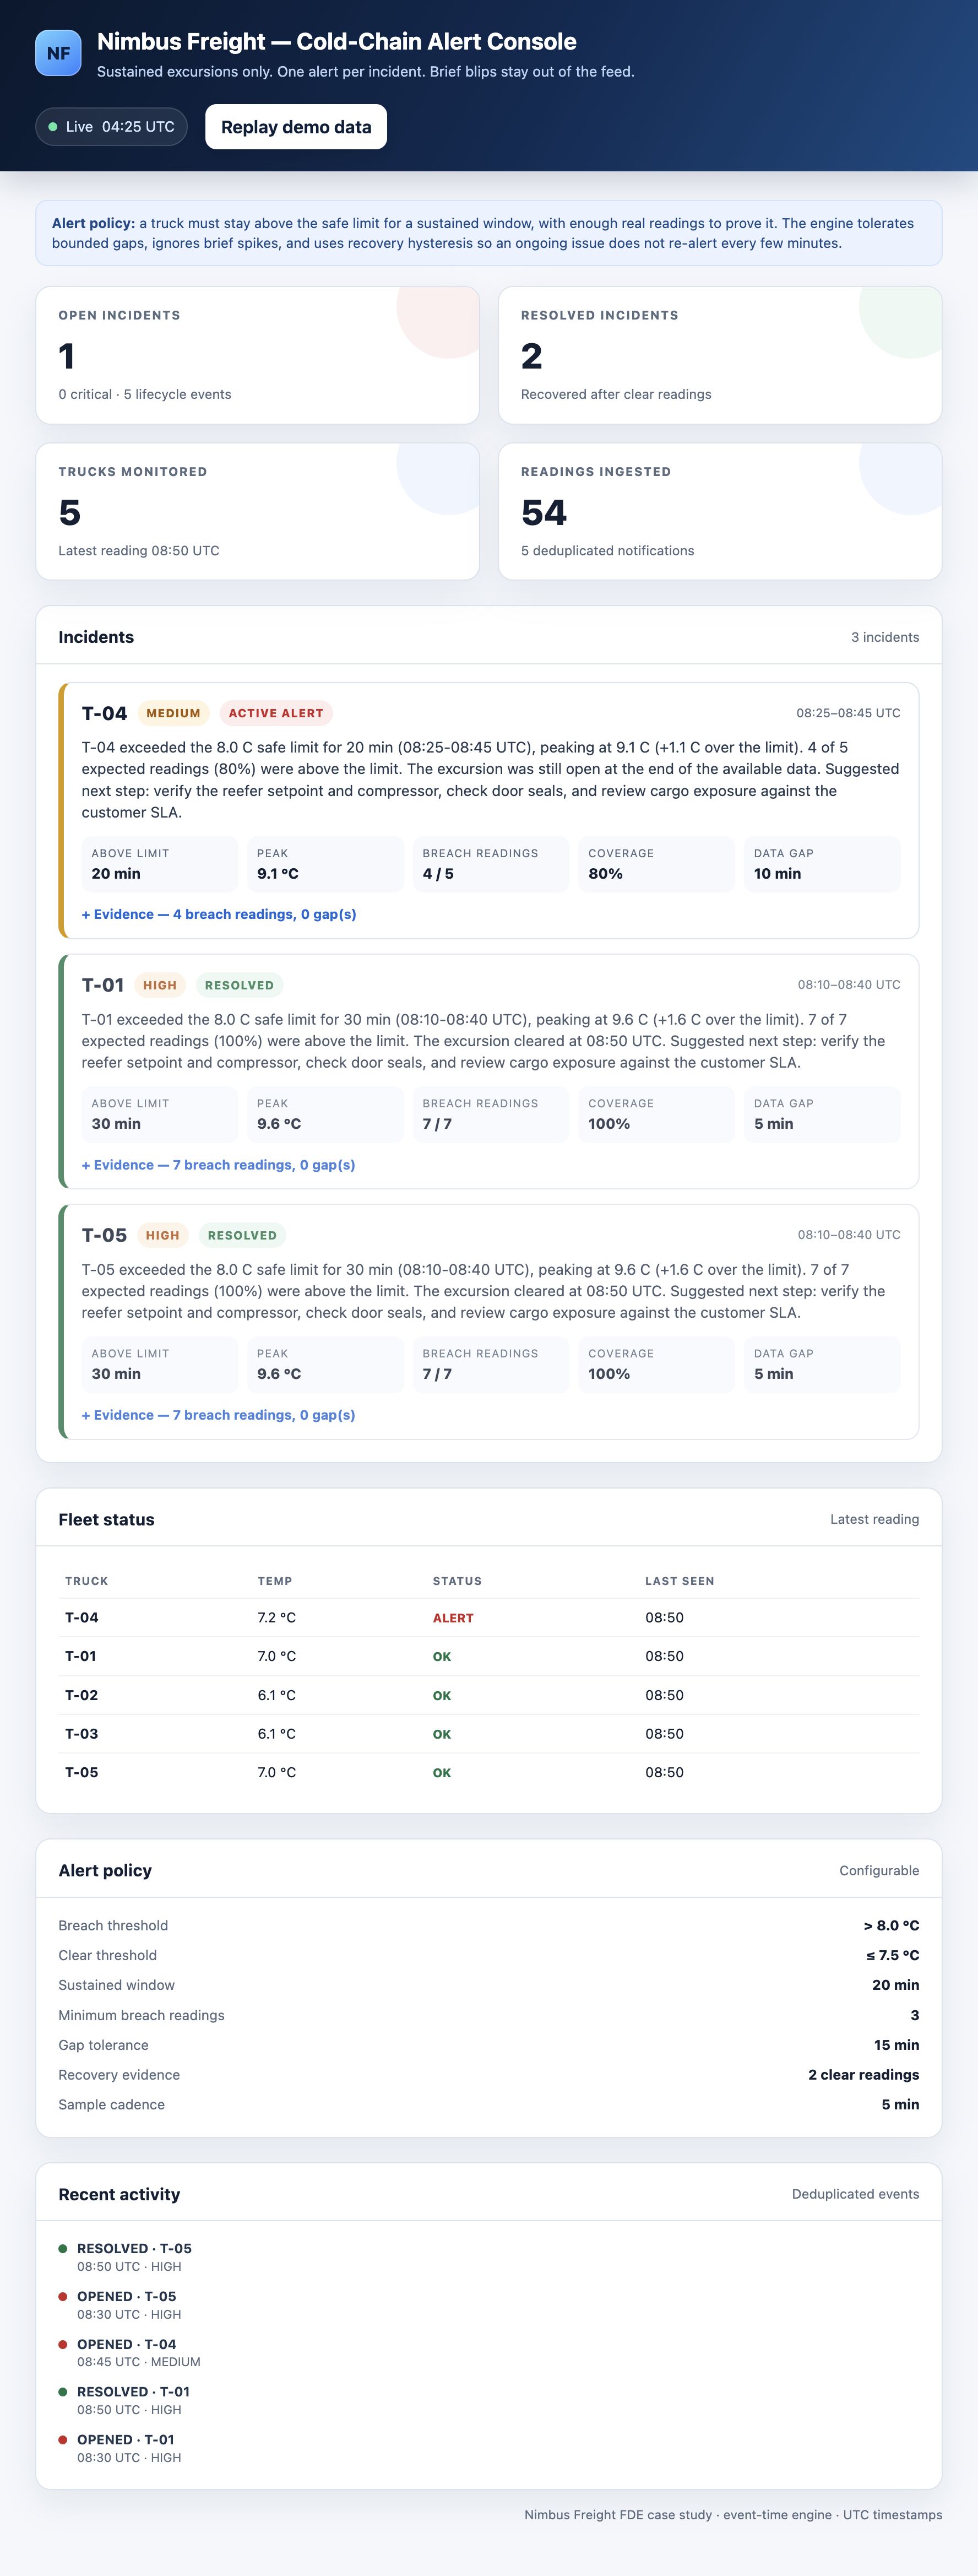 NF
Nimbus Freight — Cold-Chain Alert Console
Sustained excursions only. One alert per incident. Brief blips stay out of the feed.
Live 04:25 UTC
Replay demo data
Alert policy: a truck must stay above the safe limit for a sustained window, with enough real readings to prove it. The engine tolerates
bounded gaps, ignores brief spikes, and uses recovery hysteresis so an ongoing issue does not re-alert every few minutes.
OPEN INCIDENTS
1
0 critical · 5 lifecycle events
RESOLVED INCIDENTS
2
Recovered after clear readings
TRUCKS MONITORED
5
Latest reading 08:50 UTC
READINGS INGESTED
54
5 deduplicated notifications
Incidents
3 incidents
T-04 MEDIUM ACTIVE ALERT
08:25–08:45 UTC
T-04 exceeded the 8.0 C safe limit for 20 min (08:25-08:45 UTC), peaking at 9.1 C (+1.1 C over the limit). 4 of 5
expected readings (80%) were above the limit. The excursion was still open at the end of the available data. Suggested
next step: verify the reefer setpoint and compressor, check door seals, and review cargo exposure against the
customer SLA.
ABOVE LIMIT
20 min
PEAK
9.1 °C
BREACH READINGS
4 / 5
COVERAGE
80%
DATA GAP
10 min
+ Evidence — 4 breach readings, 0 gap(s)
T-01 HIGH RESOLVED
08:10–08:40 UTC
T-01 exceeded the 8.0 C safe limit for 30 min (08:10-08:40 UTC), peaking at 9.6 C (+1.6 C over the limit). 7 of 7
expected readings (100%) were above the limit. The excursion cleared at 08:50 UTC. Suggested next step: verify the
reefer setpoint and compressor, check door seals, and review cargo exposure against the customer SLA.
ABOVE LIMIT
30 min
PEAK
9.6 °C
BREACH READINGS
7 / 7
COVERAGE
100%
DATA GAP
5 min
+ Evidence — 7 breach readings, 0 gap(s)
T-05 HIGH RESOLVED
08:10–08:40 UTC
T-05 exceeded the 8.0 C safe limit for 30 min (08:10-08:40 UTC), peaking at 9.6 C (+1.6 C over the limit). 7 of 7
expected readings (100%) were above the limit. The excursion cleared at 08:50 UTC. Suggested next step: verify the
reefer setpoint and compressor, check door seals, and review cargo exposure against the customer SLA.
ABOVE LIMIT
30 min
PEAK
9.6 °C
BREACH READINGS
7 / 7
COVERAGE
100%
DATA GAP
5 min
+ Evidence — 7 breach readings, 0 gap(s)
Fleet status
Latest reading
TRUCK TEMP STATUS LAST SEEN
T-04 7.2 °C ALERT 08:50
T-01 7.0 °C OK 08:50
T-02 6.1 °C OK 08:50
T-03 6.1 °C OK 08:50
T-05 7.0 °C OK 08:50
Alert policy
Configurable
Breach threshold > 8.0 °C
Clear threshold ≤ 7.5 °C
Sustained window 20 min
Minimum breach readings 3
Gap tolerance 15 min
Recovery evidence 2 clear readings
Sample cadence 5 min
Recent activity
Deduplicated events
RESOLVED · T-05
08:50 UTC · HIGH
OPENED · T-05
08:30 UTC · HIGH
OPENED · T-04
08:45 UTC · MEDIUM
RESOLVED · T-01
08:50 UTC · HIGH
OPENED · T-01
08:30 UTC · HIGH
Nimbus Freight FDE case study · event-time engine · UTC timestamps